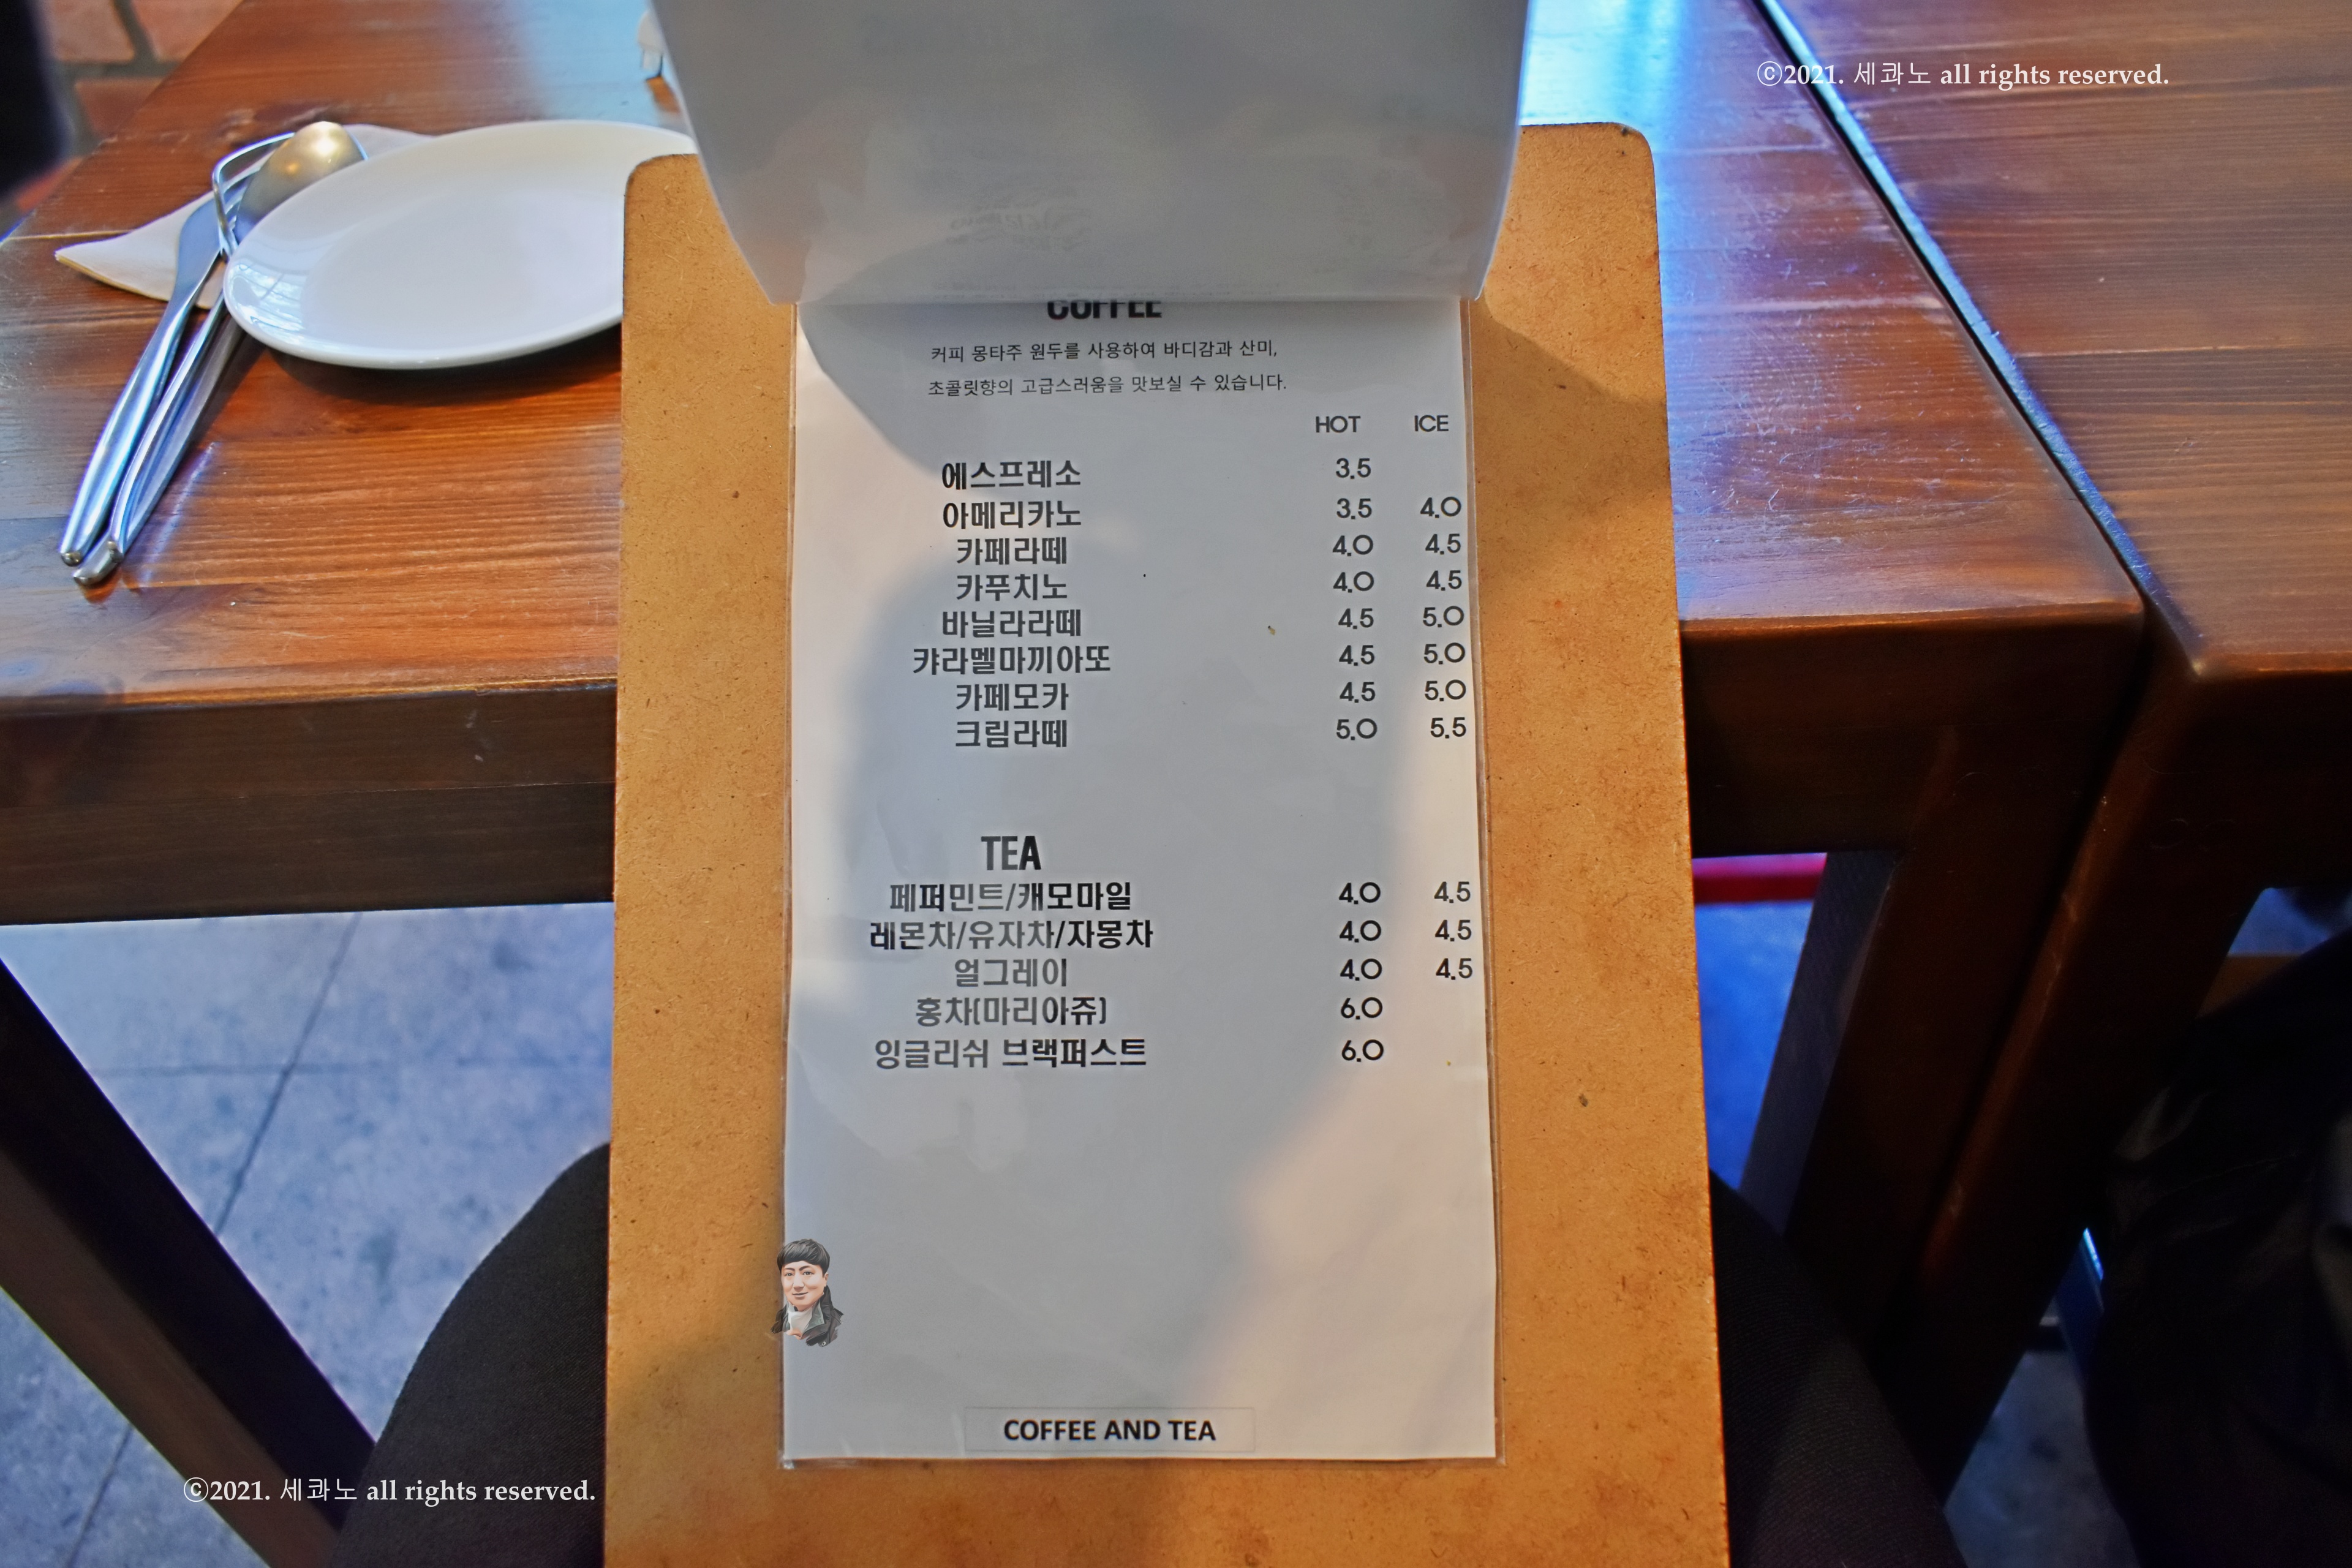 ©2021. 세콰노 all rights reserved.
COFFEE
커피 몽타주 원두를 사용하여 바디감과 산미,
초콜릿향의 고급스러움을 맛보실 수 있습니다.
HOT ICE
에스프레소 3.5
아메리카노 3.5 4.0
카페라떼 4.0 4.5
카푸치노 4.0 4.5
바닐라라떼 4.5 5.0
캬라멜마끼아또 4.5 5.0
카페모카 4.5 5.0
크림라떼 5.0 5.5
TEA
페퍼민트/캐모마일 4.0 4.5
레몬차/유자차/자몽차 4.0 4.5
얼그레이 4.0 4.5
홍차(마리아쥬) 6.0
잉글리쉬 브랙퍼스트 6.0
COFFEE AND TEA
©2021. 세콰노 all rights reserved.